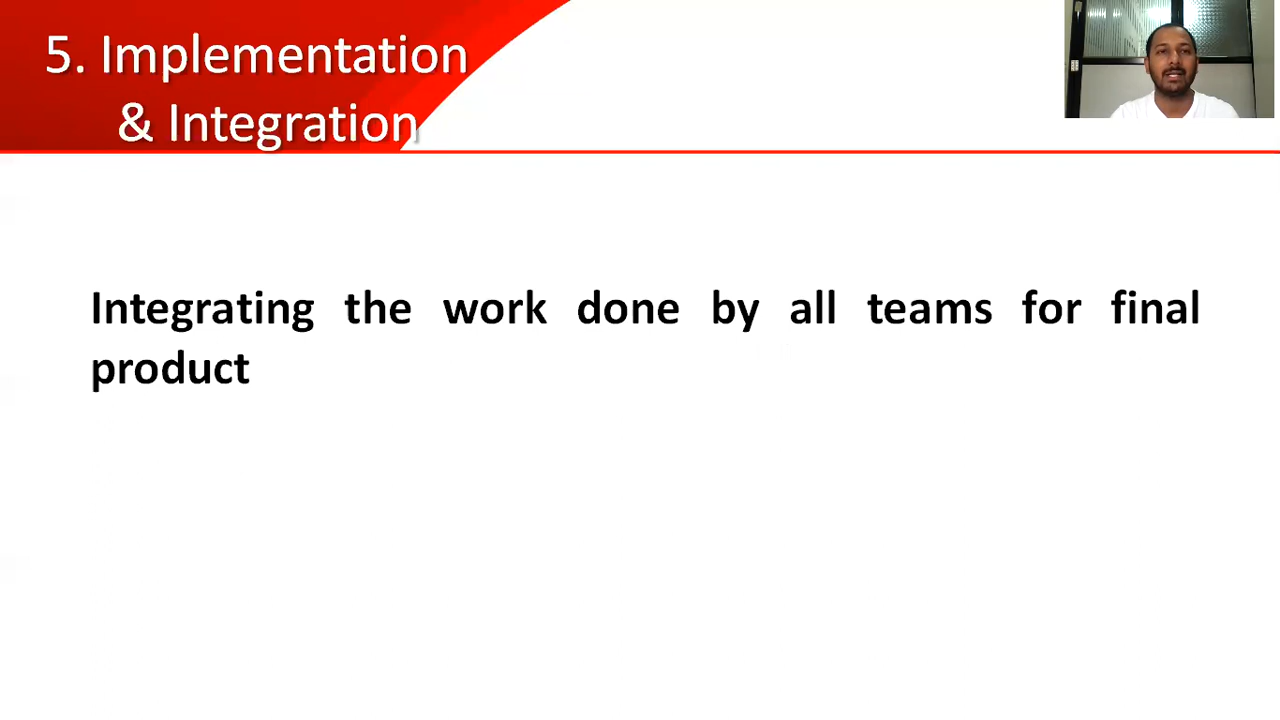 5. Implementation
& Integration
Integrating the work done by all teams for final
product